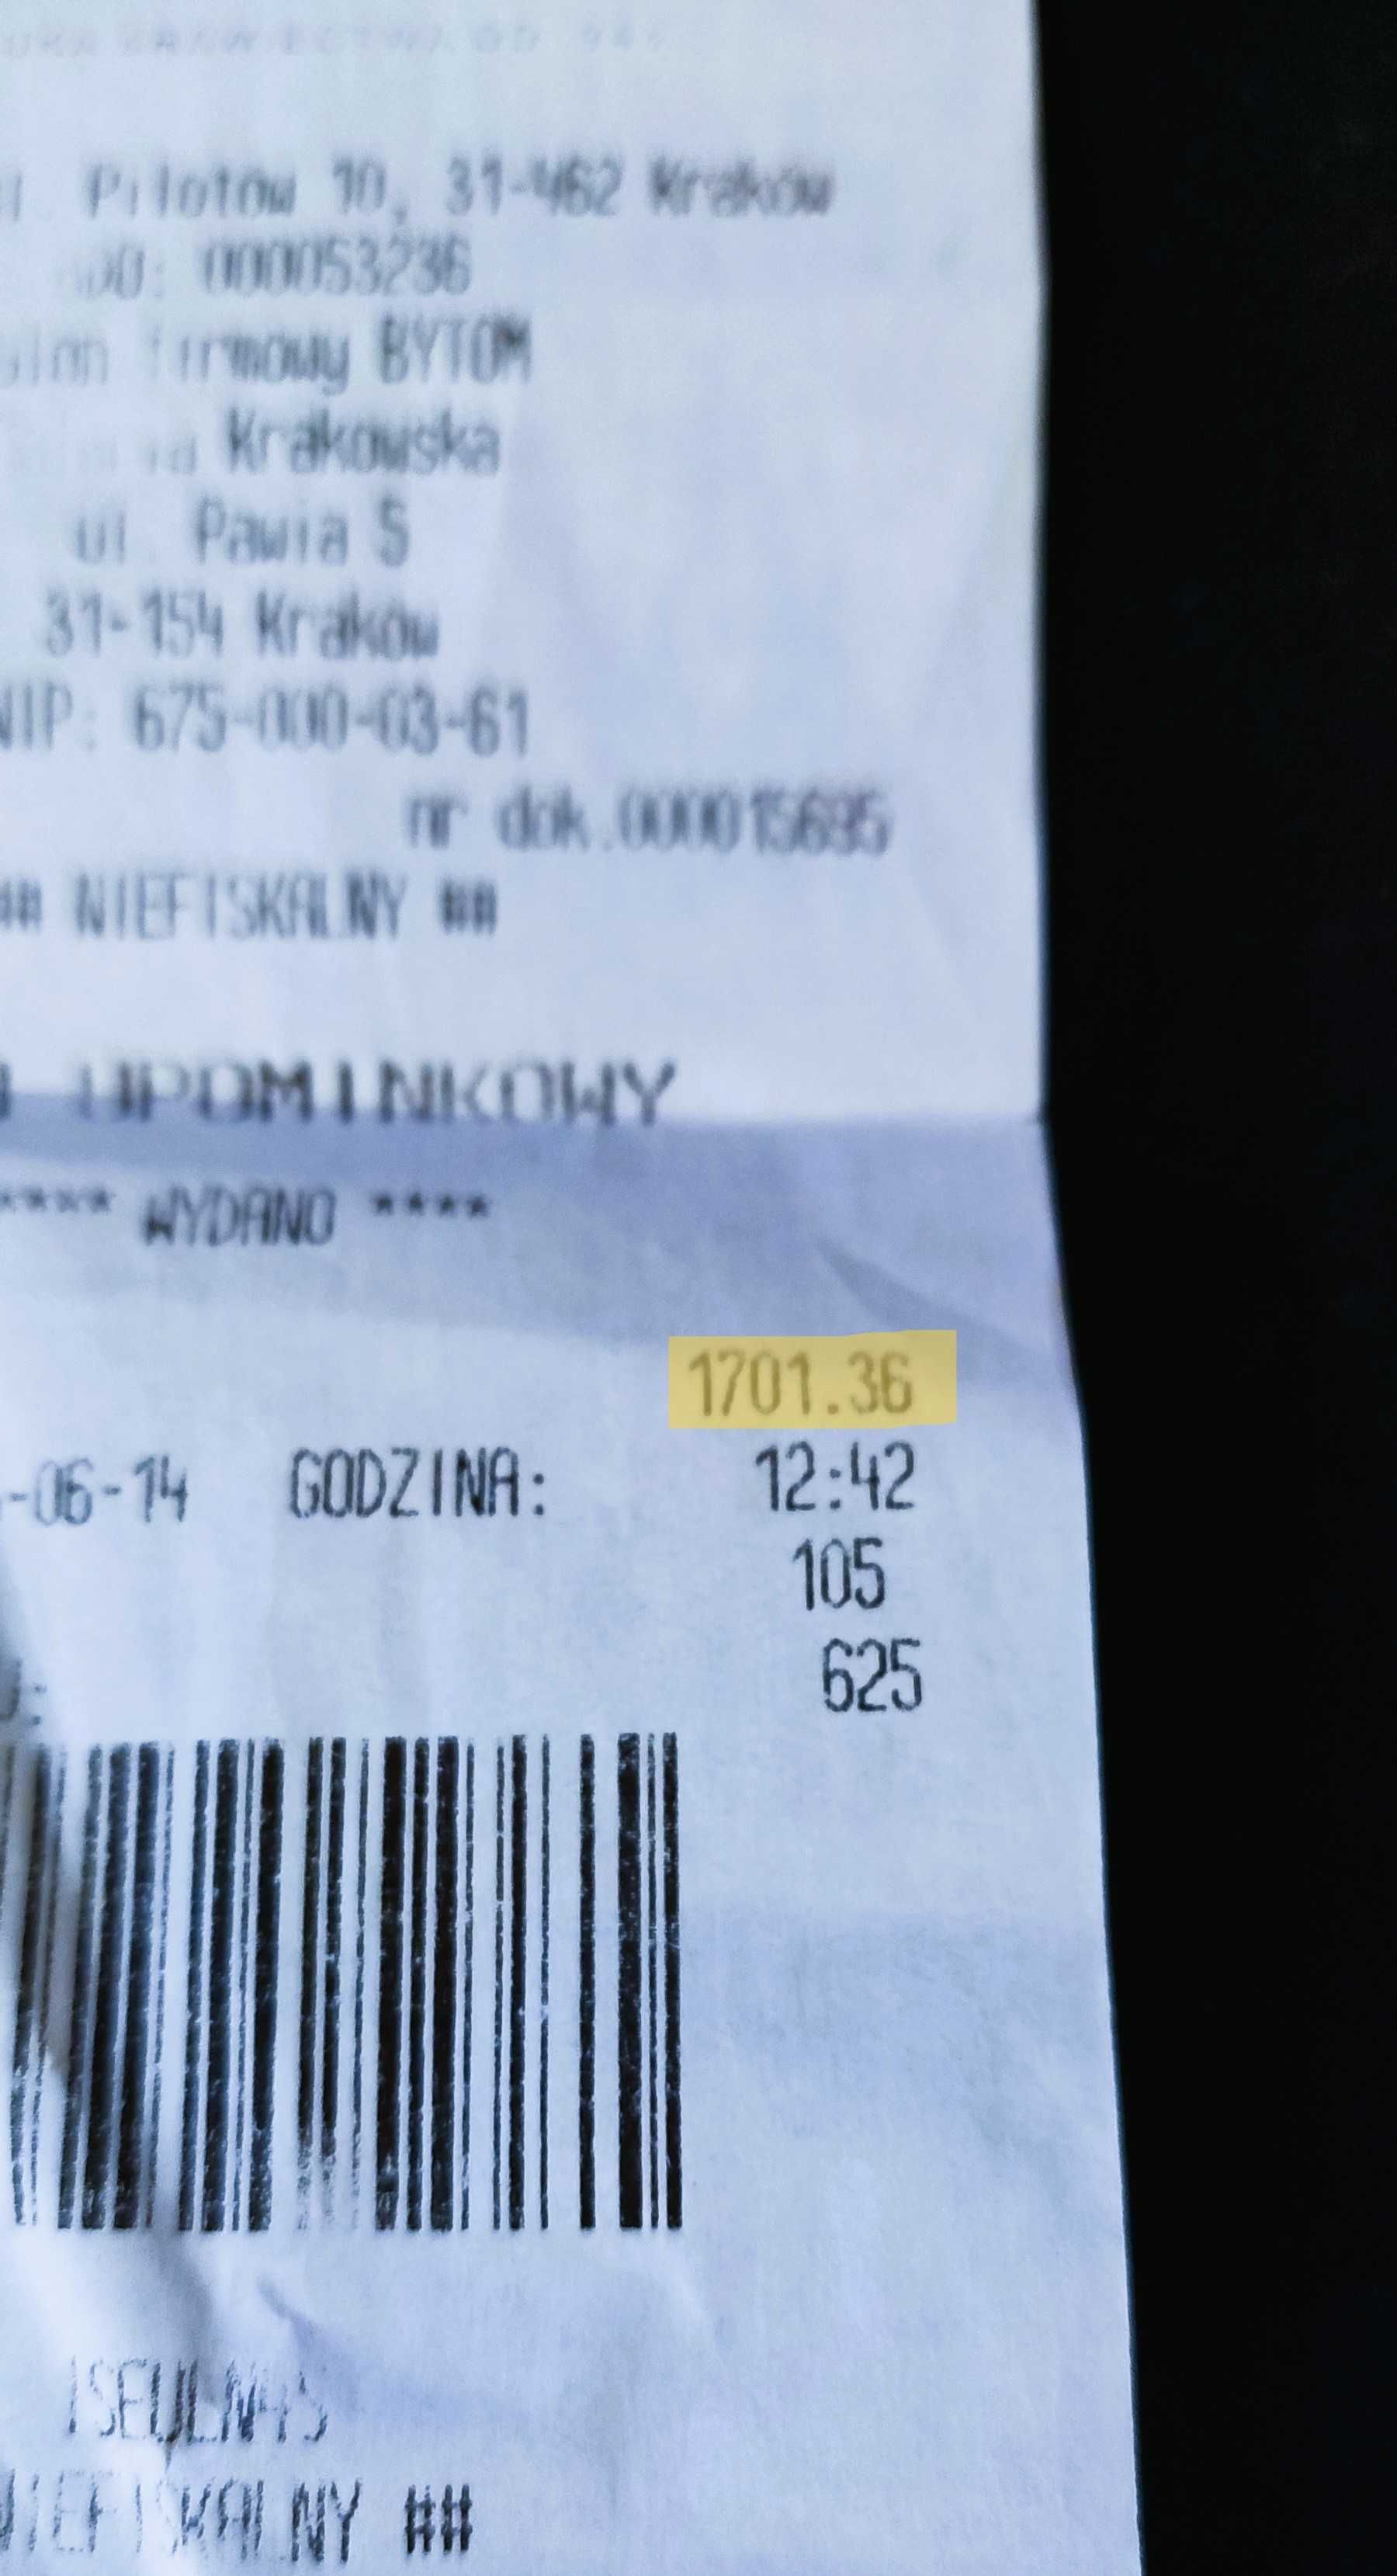 Pilotów 10, 31-462 Kraków
000053236
firmowy BYTOM
Krakowska
ul. Pawia 5
31-154 Kraków
NIP: 675-000-03-61
nr dok.000015695
## NIEFISKALNY ##
UPOMINKOWY
**** WYDANO ****
1701.36
-06-14 GODZINA: 12:42
105
625
NIEFISKALNY ##